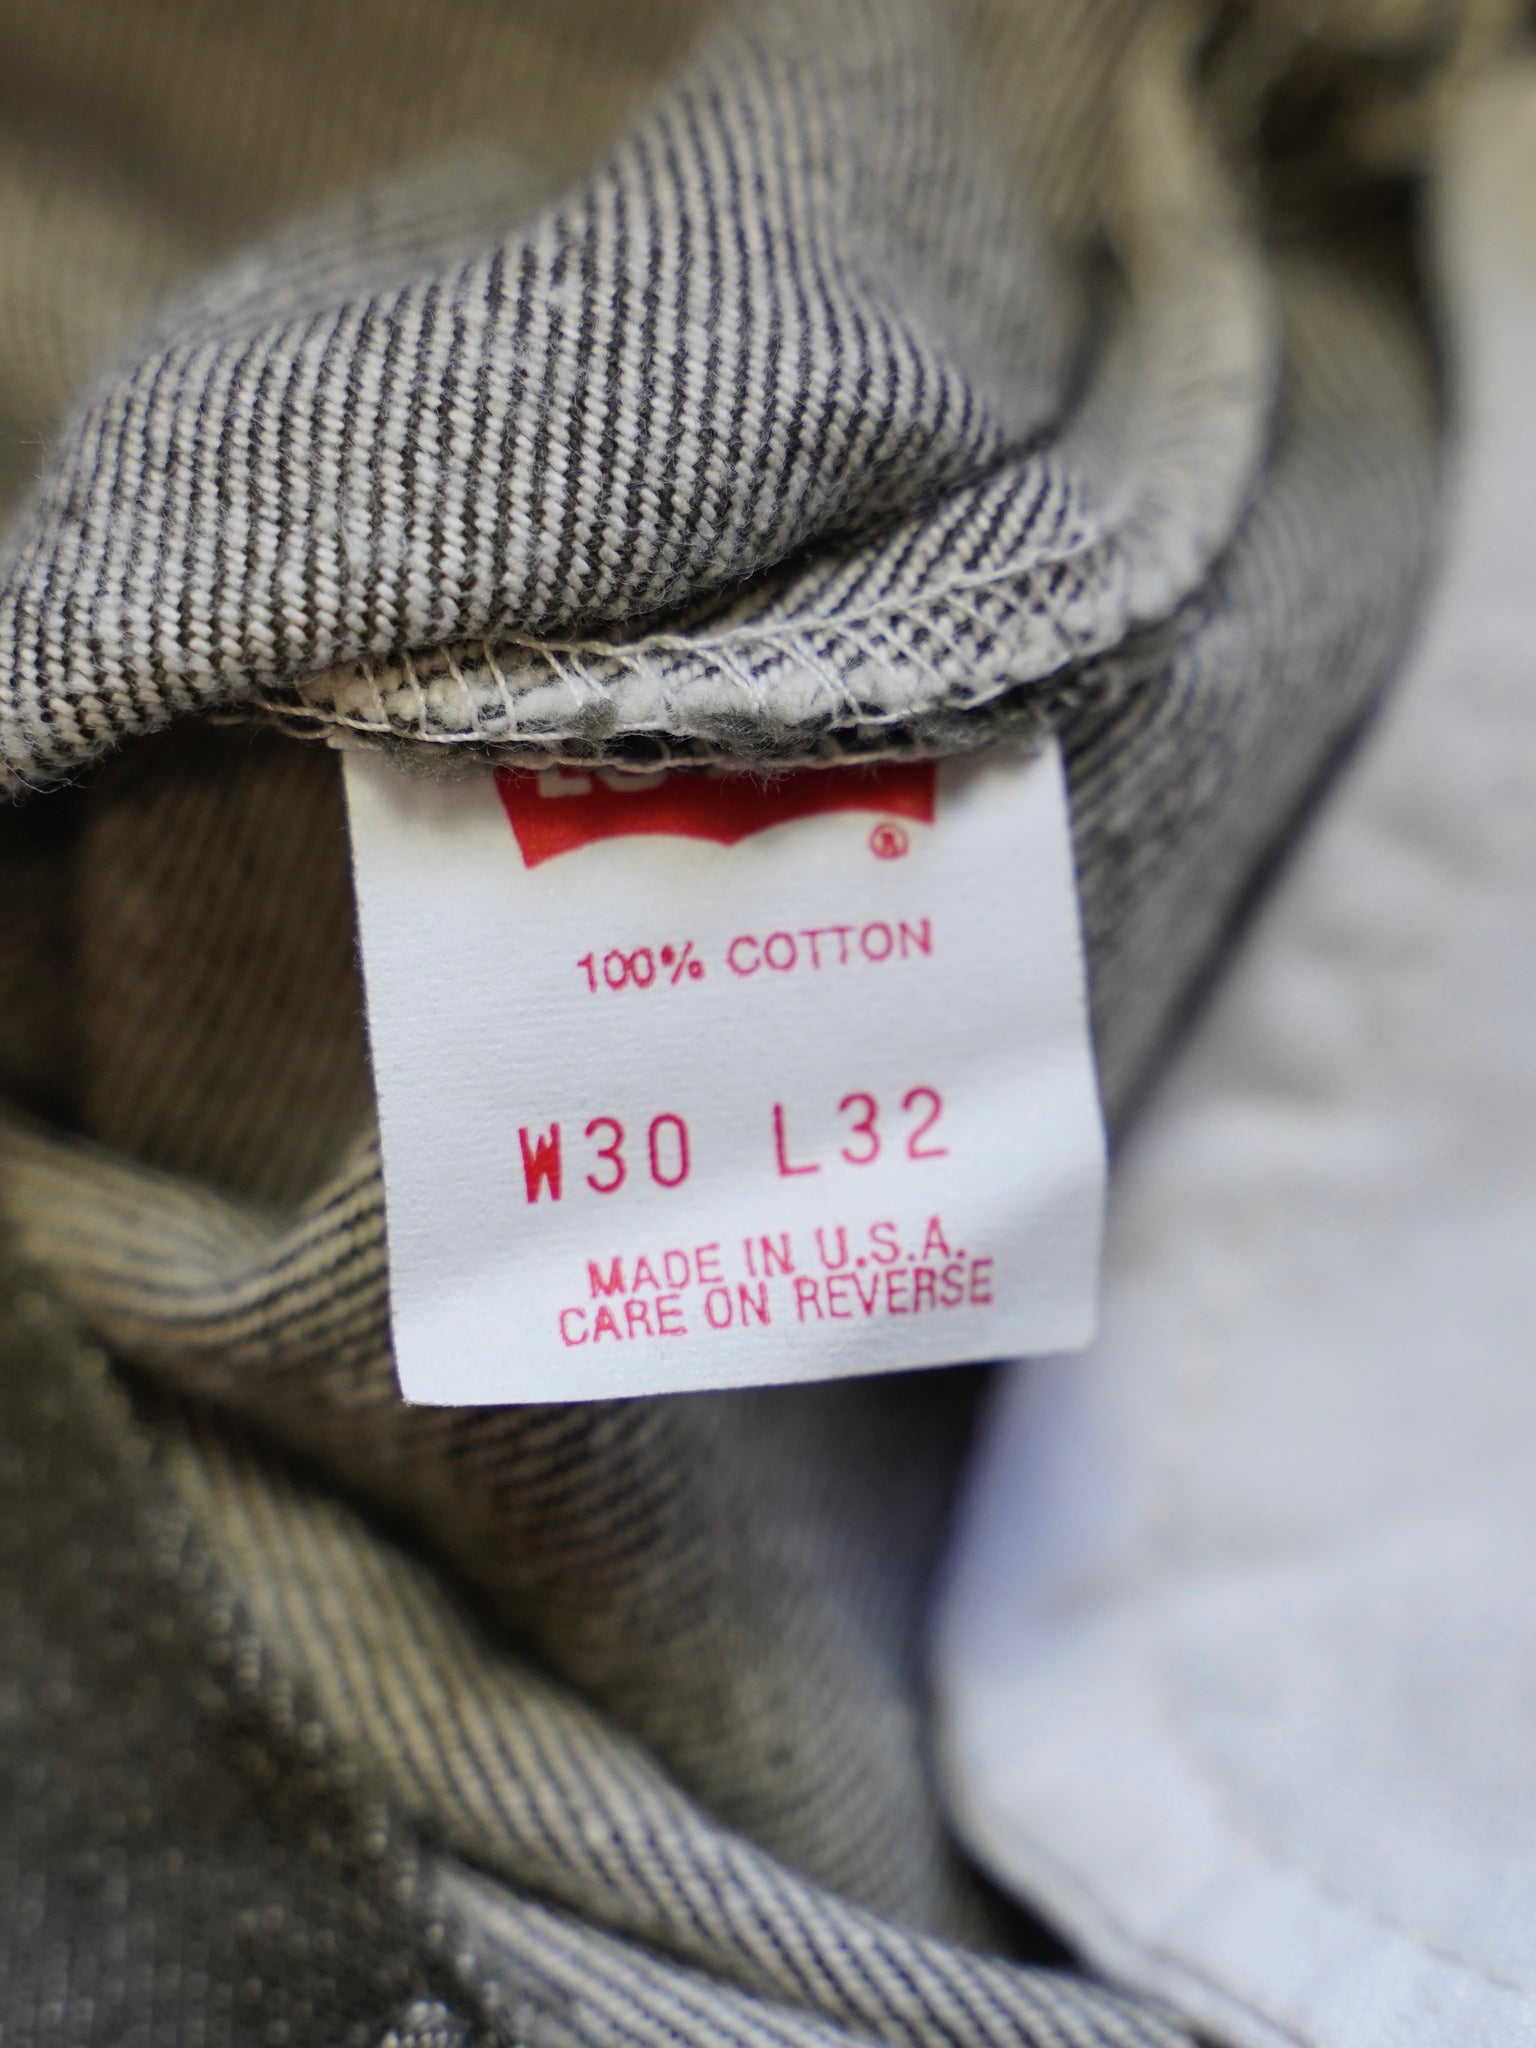 ®
100% COTTON
W30 L32
MADE IN U.S.A.
CARE ON REVERSE